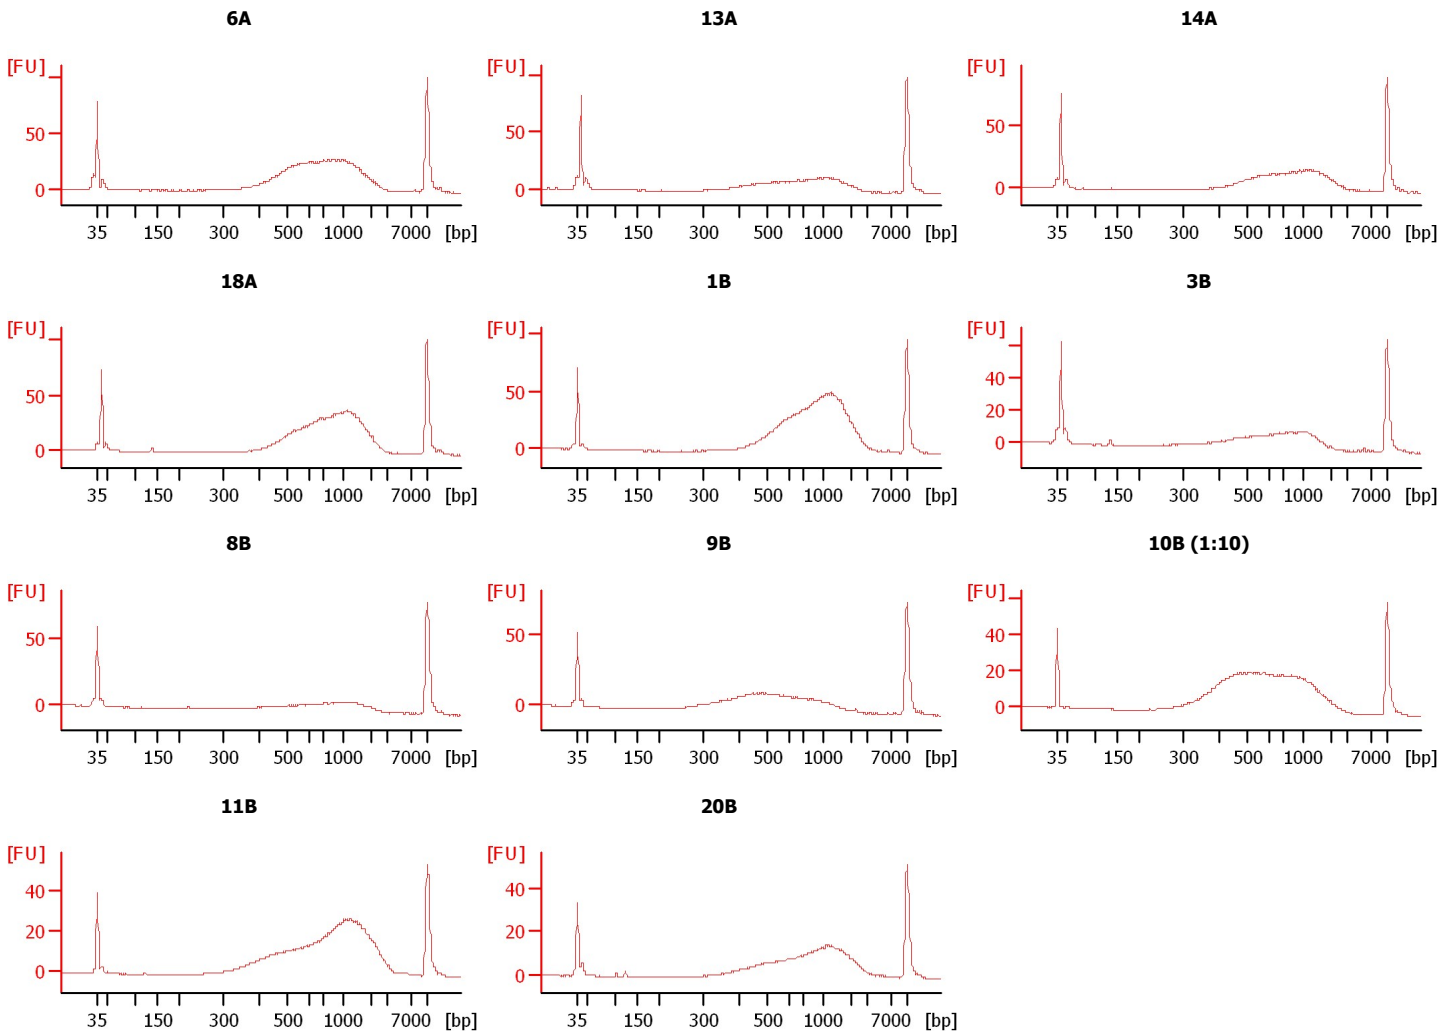 6A 13A 14A
[FU] [FU] [FU]
50 50 50
0 0 0
35 150 300 500 1000 7000 [bp] 35 150 300 500 1000 7000 [bp] 35 150 300 500 1000 7000 [bp]
18A 1B 3B
[FU] [FU] [FU]
50 50 40
20
0 0 0
35 150 300 500 1000 7000 [bp] 35 150 300 500 1000 7000 [bp] 35 150 300 500 1000 7000 [bp]
8B 9B 10B (1:10)
[FU] [FU] [FU]
50 50 40
20
0 0 0
35 150 300 500 1000 7000 [bp] 35 150 300 500 1000 7000 [bp] 35 150 300 500 1000 7000 [bp]
11B 20B
[FU] [FU]
40 40
20 20
0 0
35 150 300 500 1000 7000 [bp] 35 150 300 500 1000 7000 [bp]